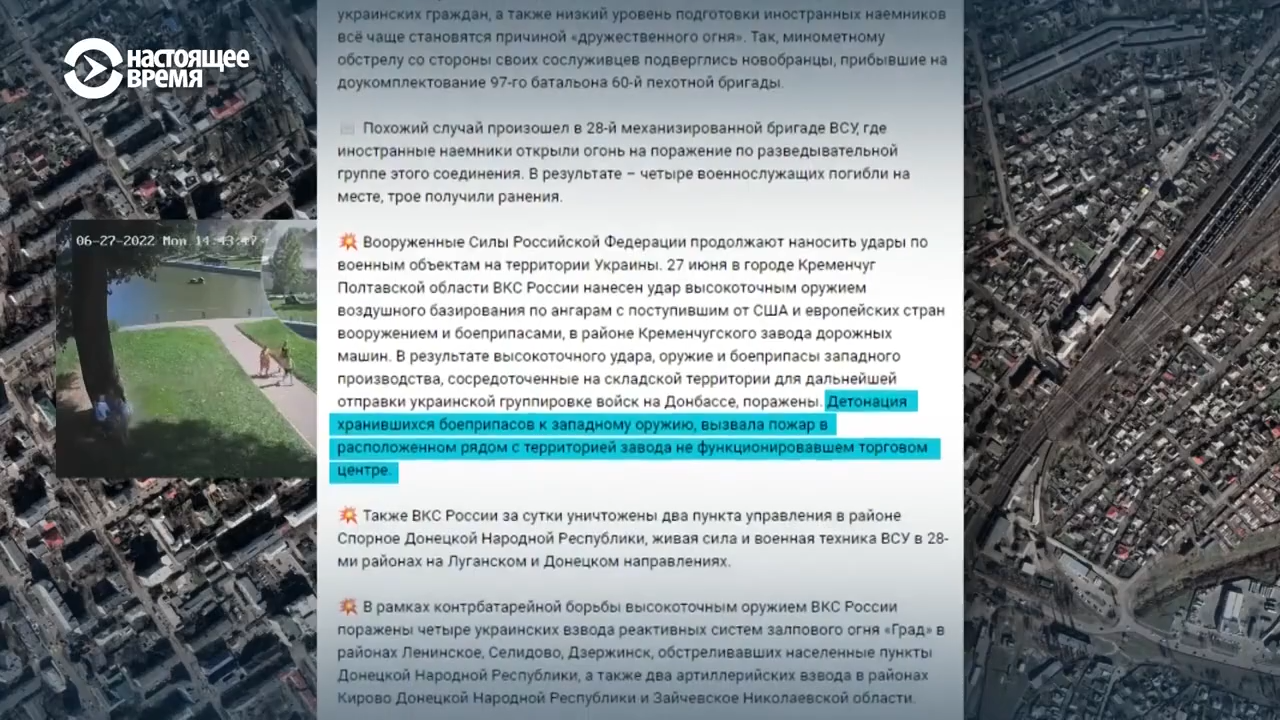 НАСТОЯЩЕЕ
ВРЕМЯ
06-27-2022 Mon 14:43:47
украинских граждан, а также низкий уровень подготовки иностранных наемников
всё чаще становятся причиной «дружественного огня». Так, минометному
обстрелу со стороны своих сослуживцев подверглись новобранцы, прибывшие на
доукомплектование 97-го батальона 60-й пехотной бригады.
Похожий случай произошел в 28-й механизированной бригаде ВСУ, где
иностранные наемники открыли огонь на поражение по разведывательной
группе этого соединения. В результате – четыре военнослужащих погибли на
месте, трое получили ранения.
Вооруженные Силы Российской Федерации продолжают наносить удары по
военным объектам на территории Украины. 27 июня в городе Кременчуг
Полтавской области ВКС России нанесен удар высокоточным оружием
воздушного базирования по ангарам с поступившим от США и европейских стран
вооружением и боеприпасами, в районе Кременчугского завода дорожных
машин. В результате высокоточного удара, оружие и боеприпасы западного
производства, сосредоточенные на складской территории для дальнейшей
отправки украинской группировке войск на Донбассе, поражены. Детонация
хранившихся боеприпасов к западному оружию, вызвала пожар в
расположенном рядом с территорией завода не функционировавшем торговом
центре.
Также ВКС России за сутки уничтожены два пункта управления в районе
Спорное Донецкой Народной Республики, живая сила и военная техника ВСУ в 28-
ми районах на Луганском и Донецком направлениях.
В рамках контрбатарейной борьбы высокоточным оружием ВКС России
поражены четыре украинских взвода реактивных систем залпового огня «Град» в
районах Ленинское, Селидово, Дзержинск, обстреливавших населенные пункты
Донецкой Народной Республики, а также два артиллерийских взвода в районах
Кирово Донецкой Народной Республики и Зайчевское Николаевской области.